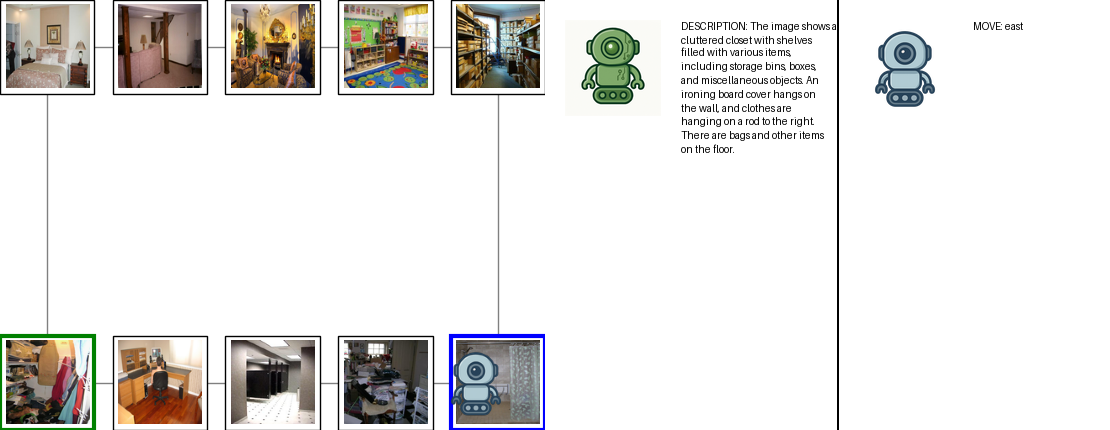 DESCRIPTION: The image shows a
cluttered closet with shelves
filled with various items,
including storage bins, boxes,
and miscellaneous objects. An
ironing board cover hangs on
the wall, and clothes are
hanging on a rod to the right.
There are bags and other items
on the floor.
MOVE: east